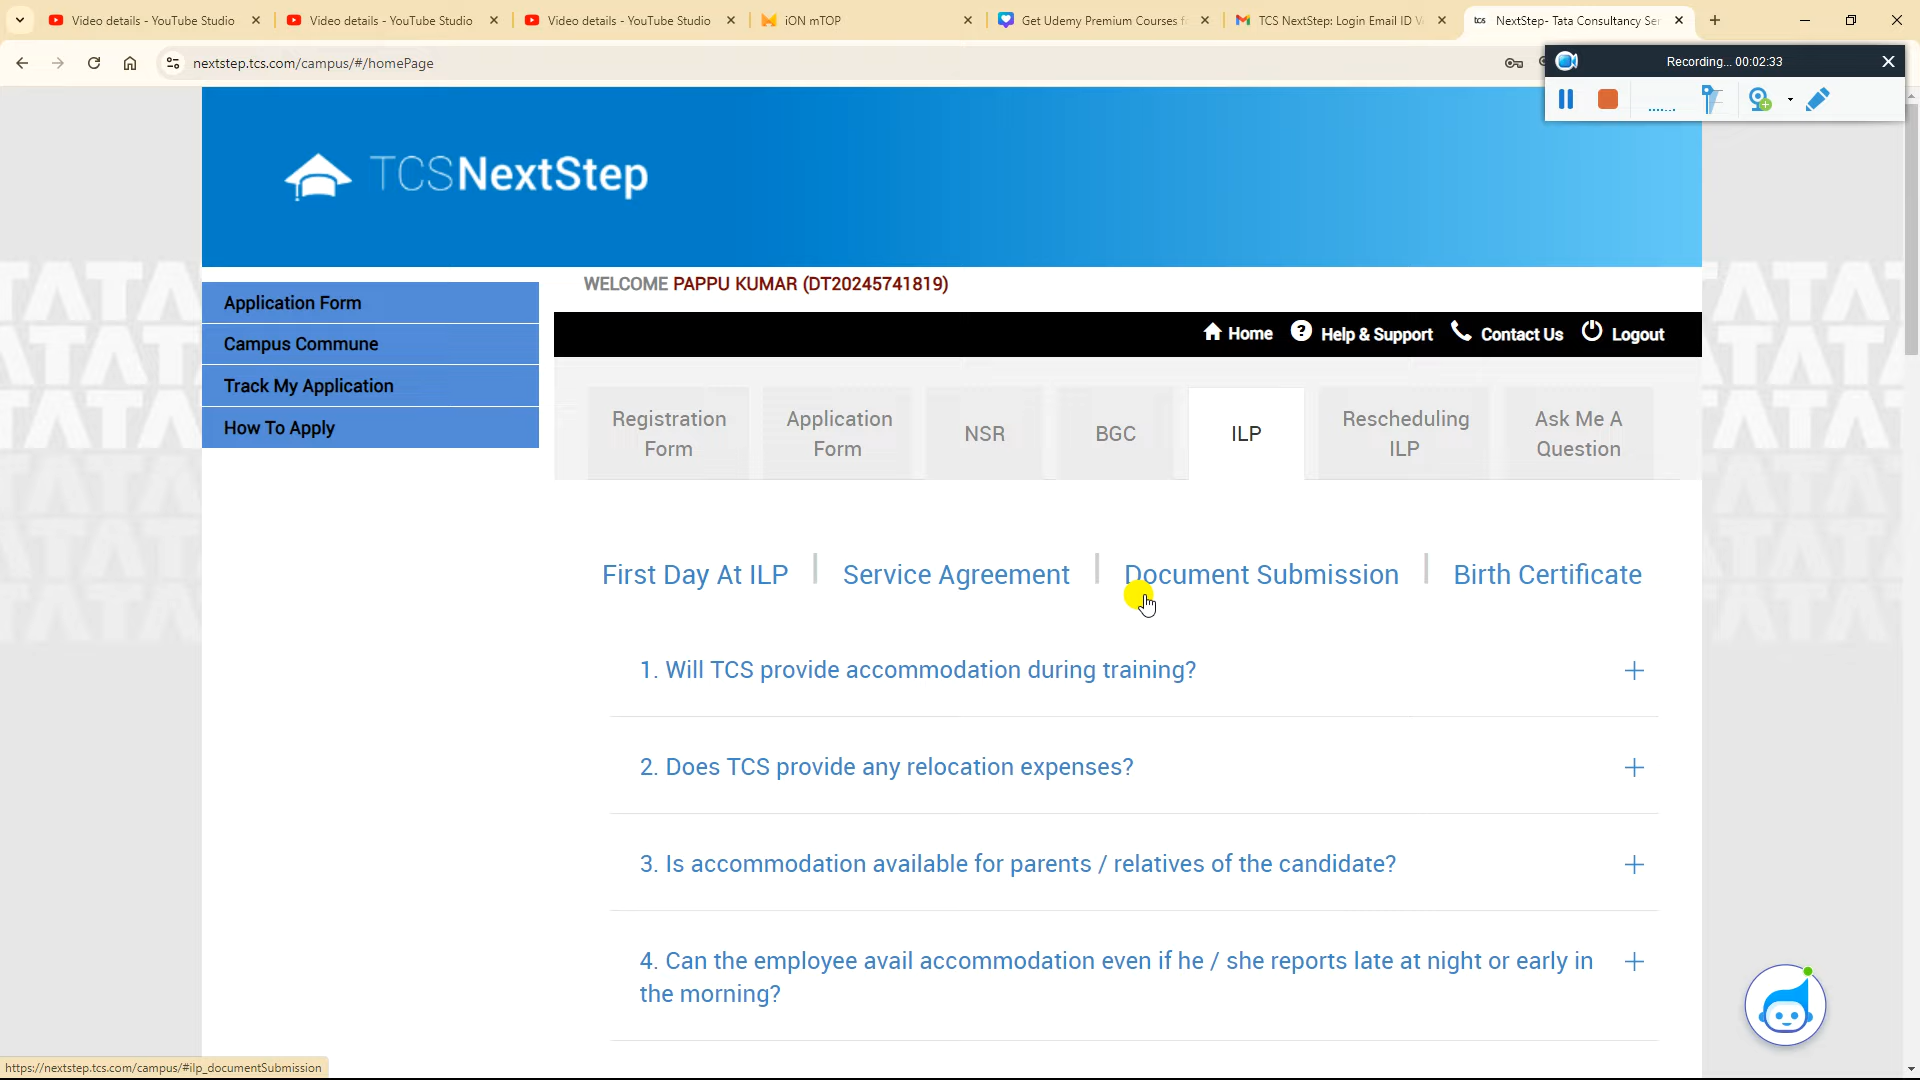 Video details - YouTube Studio
Video details - YouTube Studio
Video details - YouTube Studio
iON mTOP
Get Udemy Premium Courses f
TCS NextStep: Login Email ID V
tcs NextStep- Tata Consultancy Ser
nextstep.tcs.com/campus/#/homePage
Recording... 00:02:33
TCSNextStep
WELCOME PAPPU KUMAR (DT20245741819)
Application Form
Campus Commune
Track My Application
How To Apply
Home
Help & Support
Contact Us
Logout
Registration
Form
Application
Form
NSR
BGC
ILP
Rescheduling
ILP
Ask Me A
Question
First Day At ILP
Service Agreement
Document Submission
Birth Certificate
1. Will TCS provide accommodation during training?
2. Does TCS provide any relocation expenses?
3. Is accommodation available for parents / relatives of the candidate?
4. Can the employee avail accommodation even if he / she reports late at night or early in
the morning?
https://nextstep.tcs.com/campus/#ilp_documentSubmission